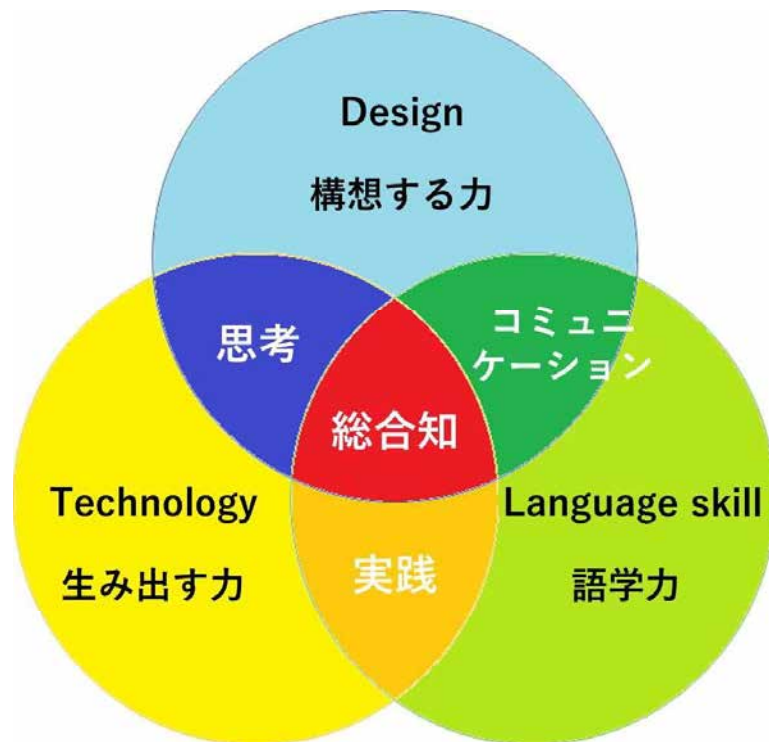 Design
構想する力
思考
コミュニ
ケーション
総合知
Technology
生み出す力
Language skill
語学力
実践